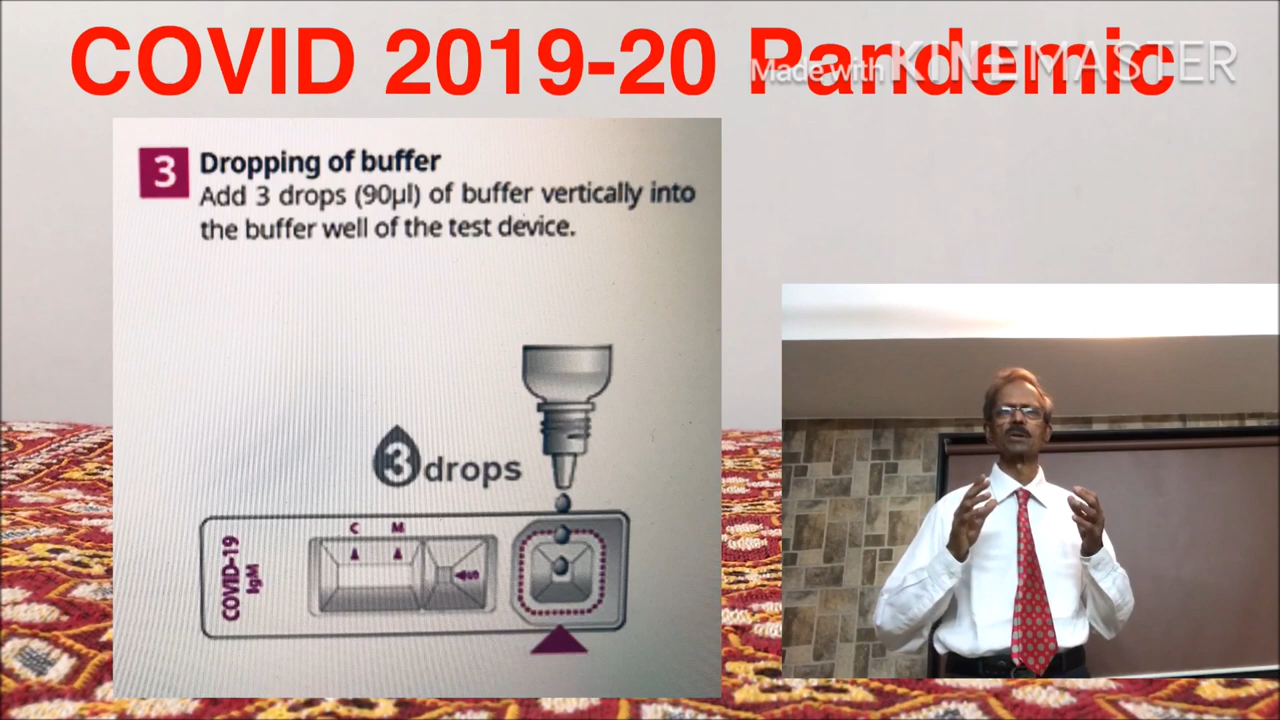 COVID 2019-20 Pandemic
Made with KINEMASTER
3 Dropping of buffer
Add 3 drops (90µl) of buffer vertically into
the buffer well of the test device.
3 drops
C M
COVID-19
IgM
S